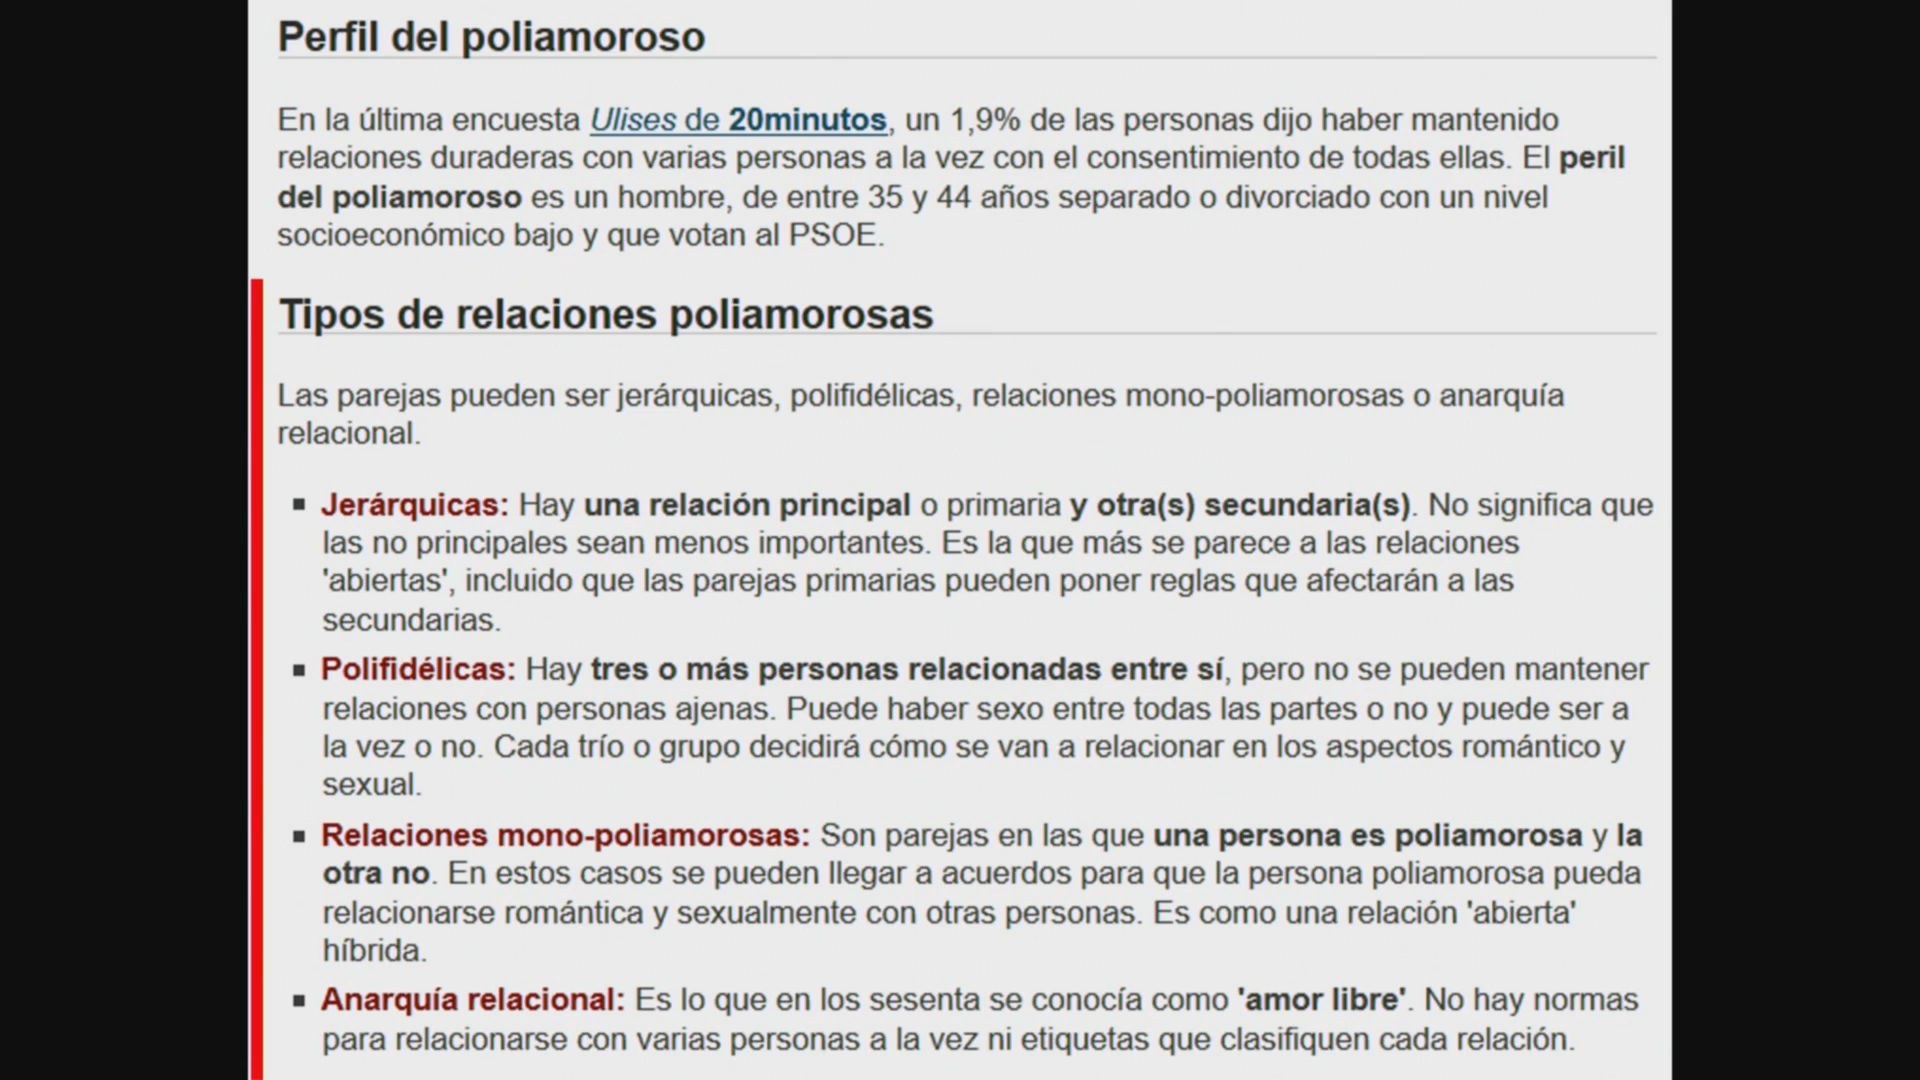 Perfil del poliamoroso
En la última encuesta Ulises de 20minutos, un 1,9% de las personas dijo haber mantenido
relaciones duraderas con varias personas a la vez con el consentimiento de todas ellas. El peril
del poliamoroso es un hombre, de entre 35 y 44 años separado o divorciado con un nivel
socioeconómico bajo y que votan al PSOE.
Tipos de relaciones poliamorosas
Las parejas pueden ser jerárquicas, polifidélicas, relaciones mono-poliamorosas o anarquía
relacional.
▪ Jerárquicas: Hay una relación principal o primaria y otra(s) secundaria(s). No significa que
las no principales sean menos importantes. Es la que más se parece a las relaciones
'abiertas', incluido que las parejas primarias pueden poner reglas que afectarán a las
secundarias.
▪ Polifidélicas: Hay tres o más personas relacionadas entre sí, pero no se pueden mantener
relaciones con personas ajenas. Puede haber sexo entre todas las partes o no y puede ser a
la vez o no. Cada trío o grupo decidirá cómo se van a relacionar en los aspectos romántico y
sexual.
▪ Relaciones mono-poliamorosas: Son parejas en las que una persona es poliamorosa y la
otra no. En estos casos se pueden llegar a acuerdos para que la persona poliamorosa pueda
relacionarse romántica y sexualmente con otras personas. Es como una relación 'abierta'
híbrida.
▪ Anarquía relacional: Es lo que en los sesenta se conocía como 'amor libre'. No hay normas
para relacionarse con varias personas a la vez ni etiquetas que clasifiquen cada relación.